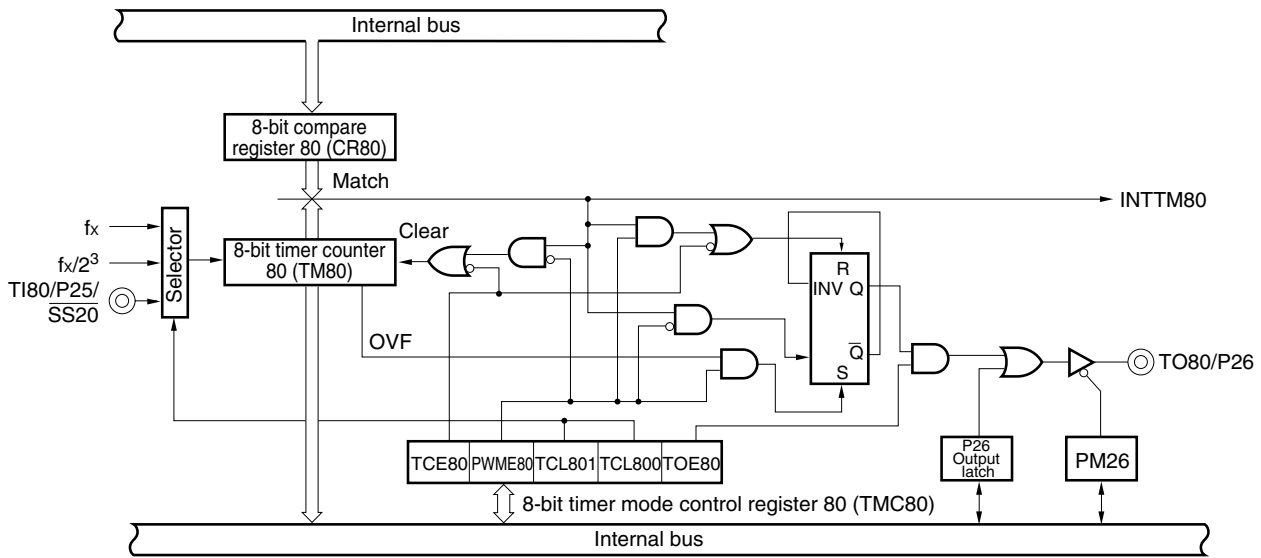 Internal bus
8-bit compare
register 80 (CR80)
Match
INTTM80
fX
fX/2³
TI80/P25/
SS20
Selector
8-bit timer counter
80 (TM80)
Clear
OVF
R
INV Q
Q
S
TO80/P26
TCE80 PWME80 TCL801 TCL800 TOE80
P26
Output
latch
PM26
8-bit timer mode control register 80 (TMC80)
Internal bus